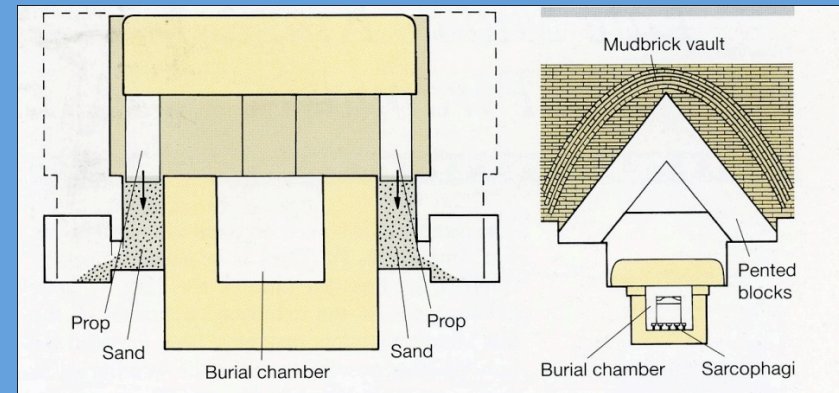 Prop
Sand
Burial chamber
Sand
Prop
Mudbrick vault
Pented
blocks
Burial chamber
Sarcophagi